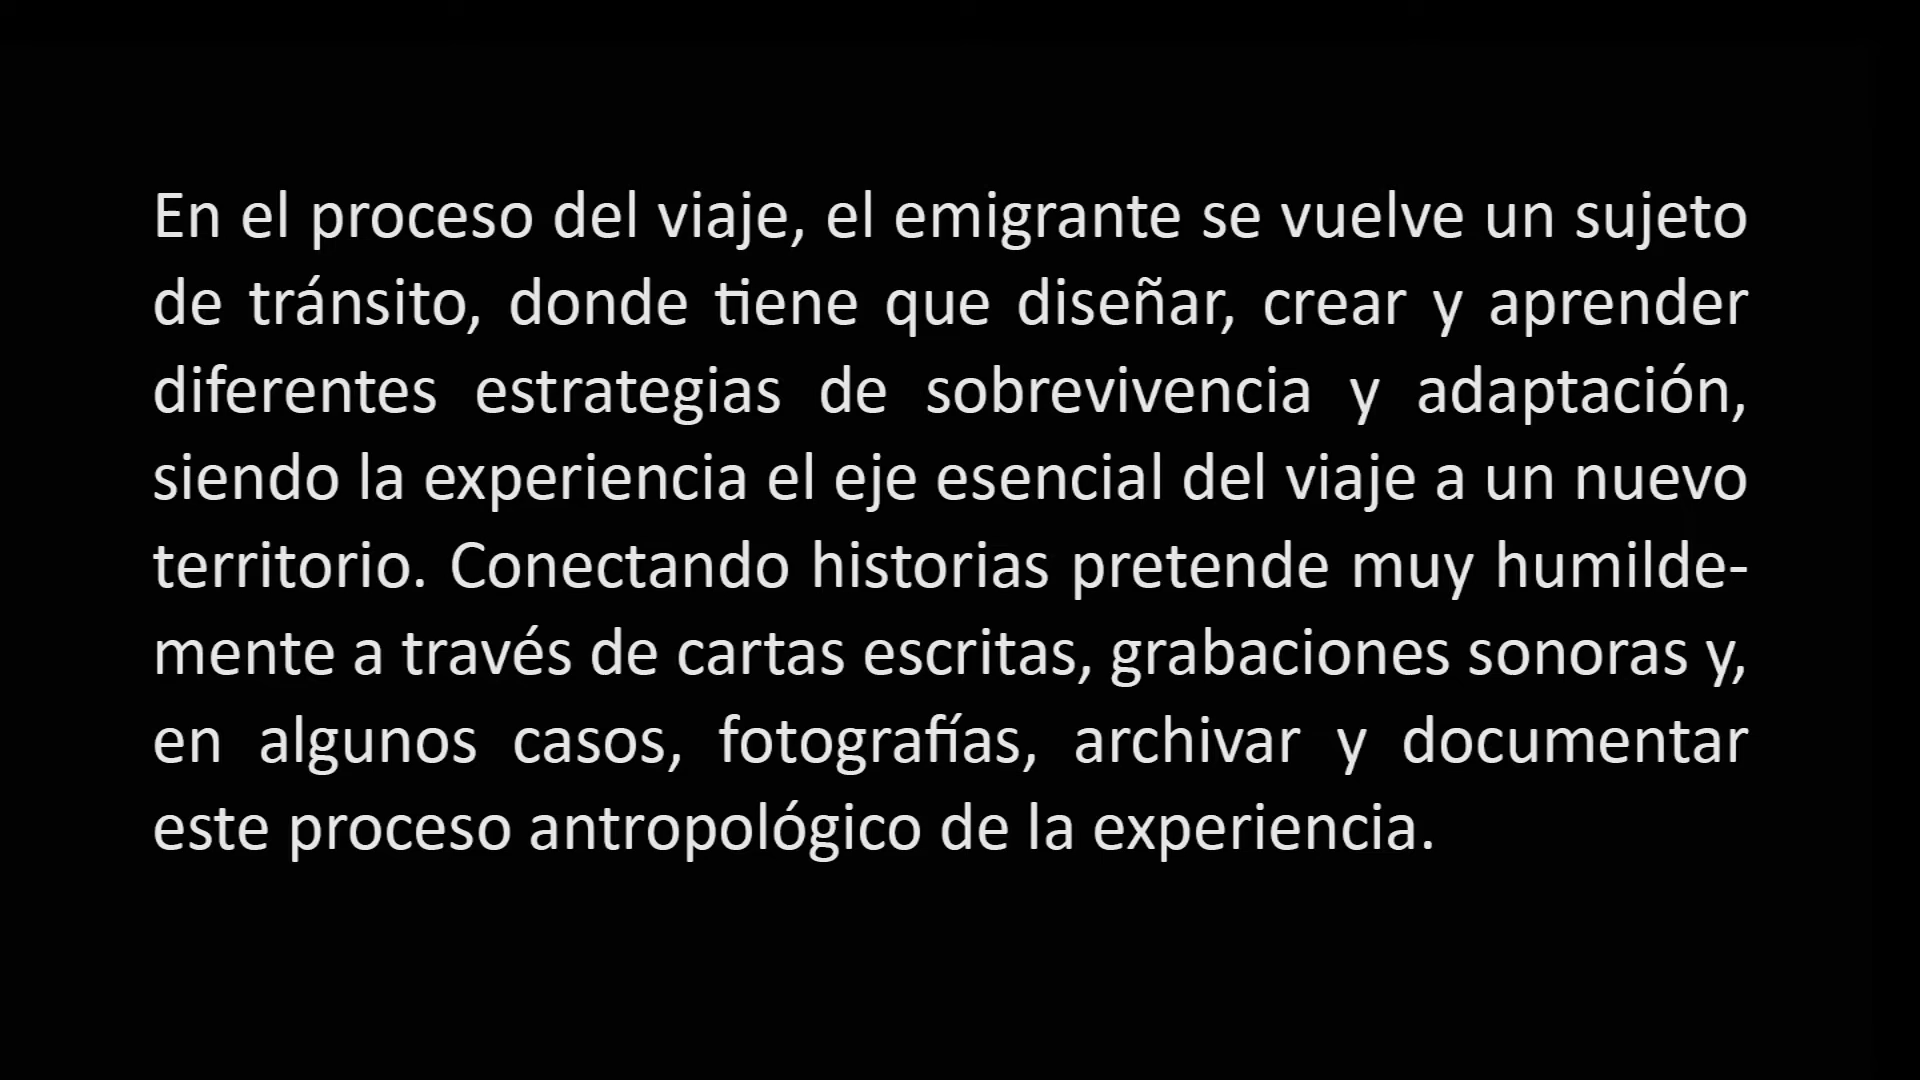 En el proceso del viaje, el emigrante se vuelve un sujeto
de tránsito, donde tiene que diseñar, crear y aprender
diferentes estrategias de sobrevivencia y adaptación,
siendo la experiencia el eje esencial del viaje a un nuevo
territorio. Conectando historias pretende muy humilde-
mente a través de cartas escritas, grabaciones sonoras y,
en algunos casos, fotografías, archivar y documentar
este proceso antropológico de la experiencia.